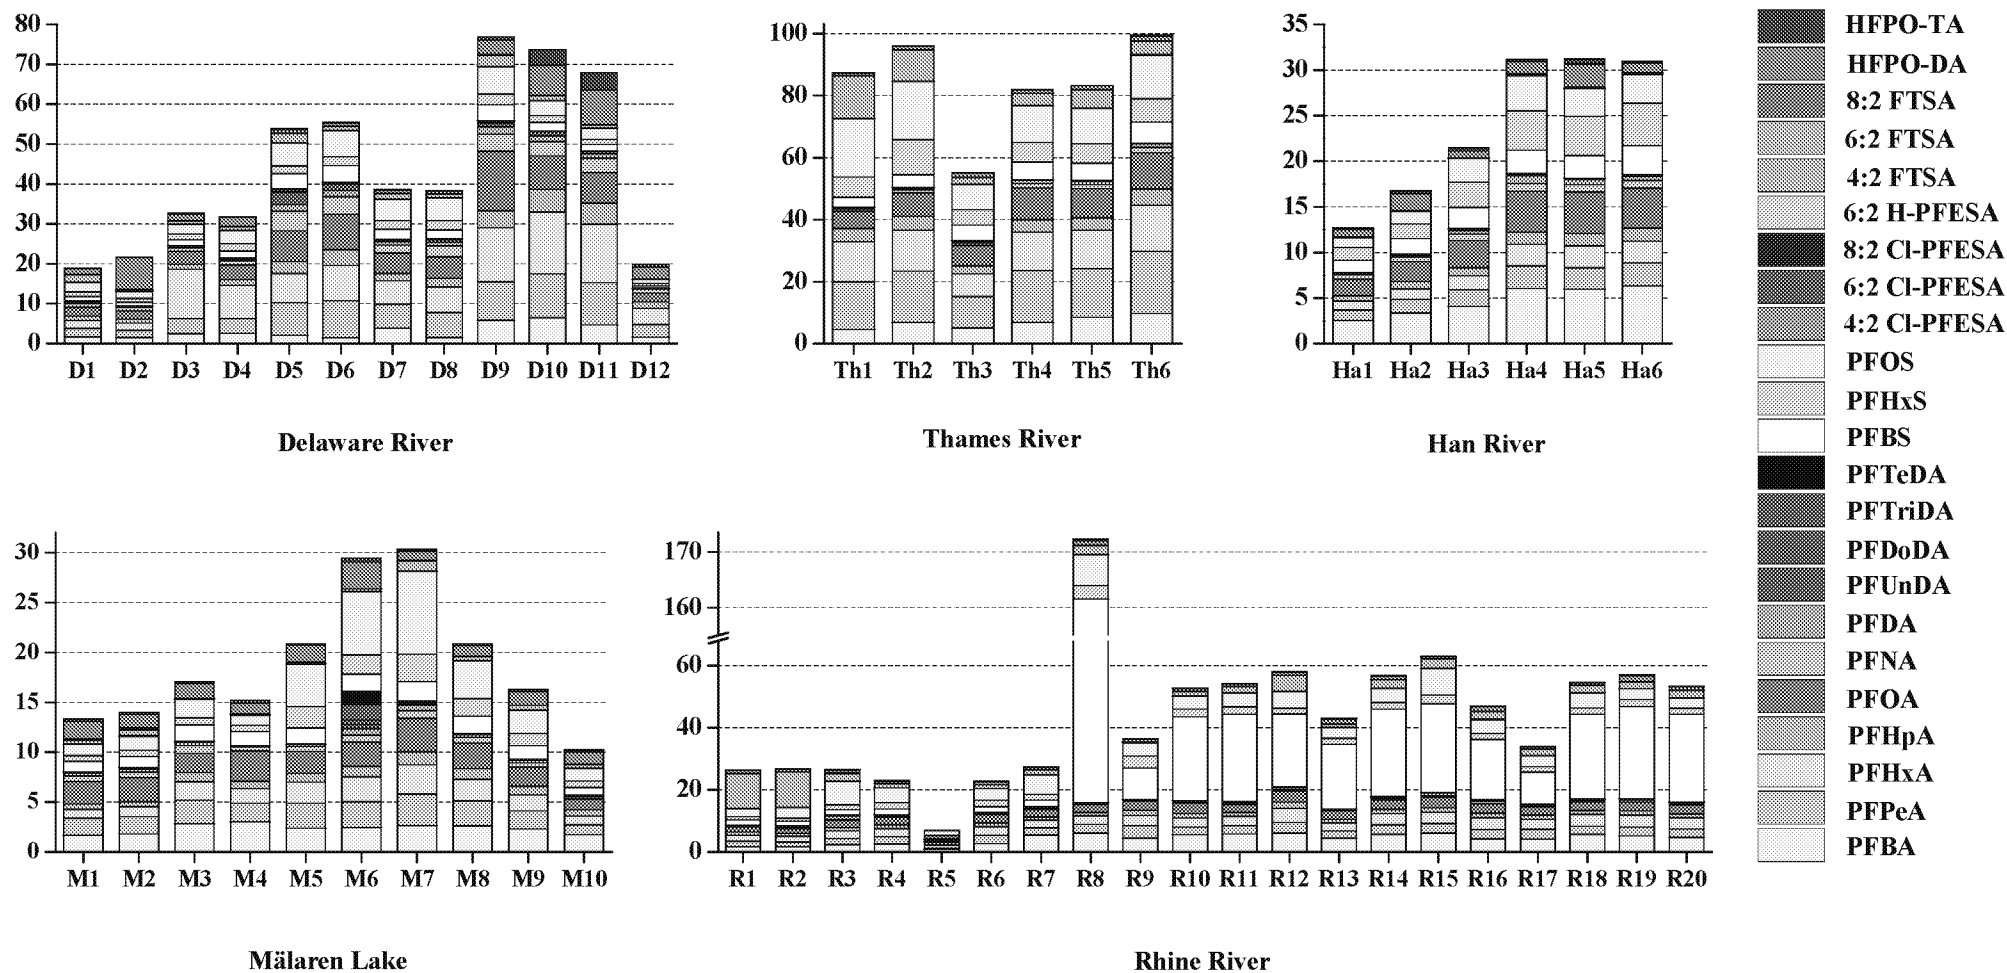 80
70
60
50
40
30
20
10
0
D1 D2 D3 D4 D5 D6 D7 D8 D9 D10 D11 D12
Delaware River
100
80
60
40
20
0
Th1 Th2 Th3 Th4 Th5 Th6
Thames River
35
30
25
20
15
10
5
0
Ha1 Ha2 Ha3 Ha4 Ha5 Ha6
Han River
30
25
20
15
10
5
0
M1 M2 M3 M4 M5 M6 M7 M8 M9 M10
Mälaren Lake
170
160
60
40
20
0
R1 R2 R3 R4 R5 R6 R7 R8 R9 R10 R11 R12 R13 R14 R15 R16 R17 R18 R19 R20
Rhine River
HFPO-TA
HFPO-DA
8:2 FTSA
6:2 FTSA
4:2 FTSA
6:2 H-PFESA
8:2 Cl-PFESA
6:2 Cl-PFESA
4:2 Cl-PFESA
PFOS
PFHxS
PFBS
PFTeDA
PFTriDA
PFDoDA
PFUnDA
PFDA
PFNA
PFOA
PFHpA
PFHxA
PFPeA
PFBA